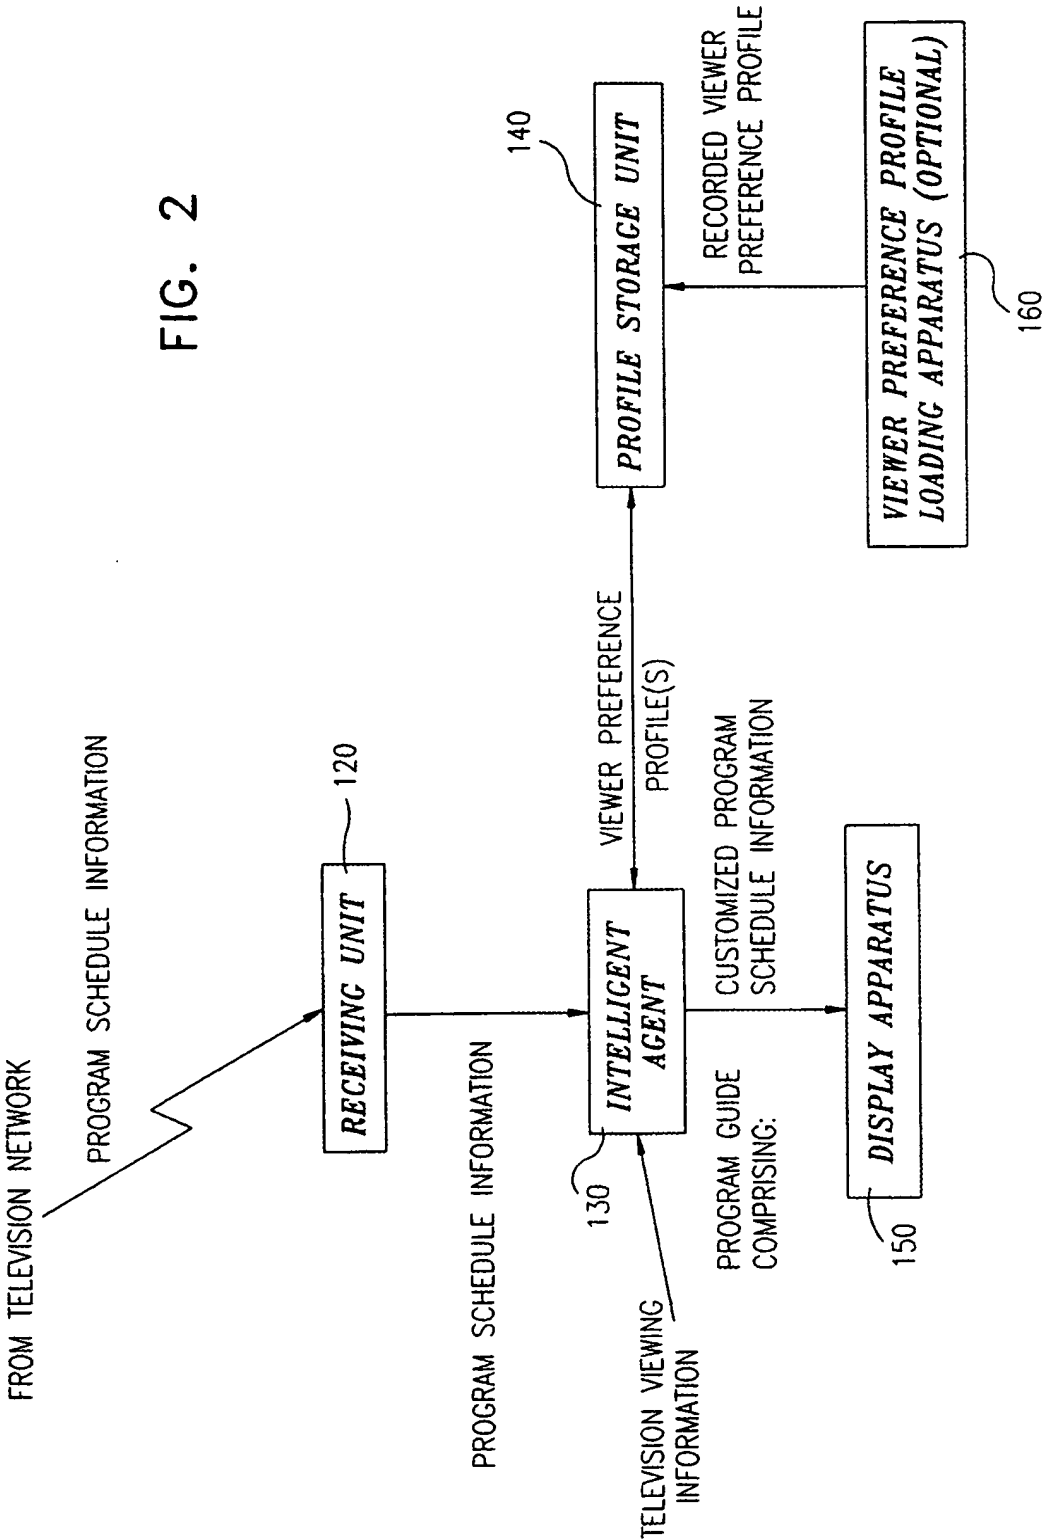 FIG. 2
FROM TELEVISION NETWORK
PROGRAM SCHEDULE INFORMATION
120
RECEIVING UNIT
PROGRAM SCHEDULE INFORMATION
140
PROFILE STORAGE UNIT
VIEWER PREFERENCE
PROFILE(S)
130
INTELLIGENT
AGENT
TELEVISION VIEWING
INFORMATION
RECORDED VIEWER
PREFERENCE PROFILE
PROGRAM GUIDE
COMPRISING:
CUSTOMIZED PROGRAM
SCHEDULE INFORMATION
150
DISPLAY APPARATUS
VIEWER PREFERENCE PROFILE
LOADING APPARATUS (OPTIONAL)
160